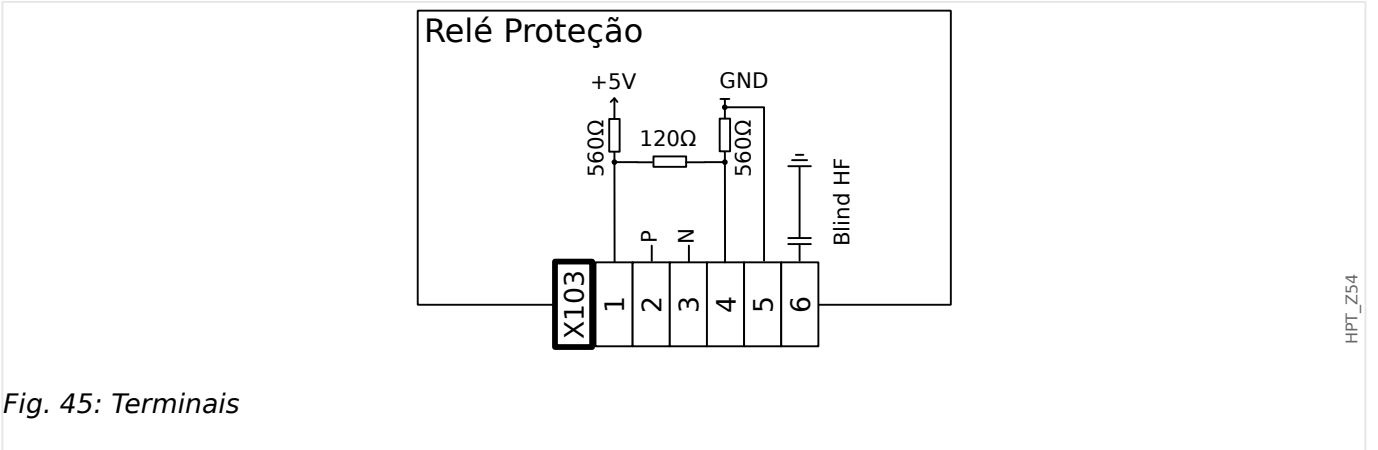 Relé Proteção
+5V
GND
560Ω
120Ω
560Ω
P
N
Blind HF
X103
1
2
3
4
5
6
HPT_Z54
Fig. 45: Terminais